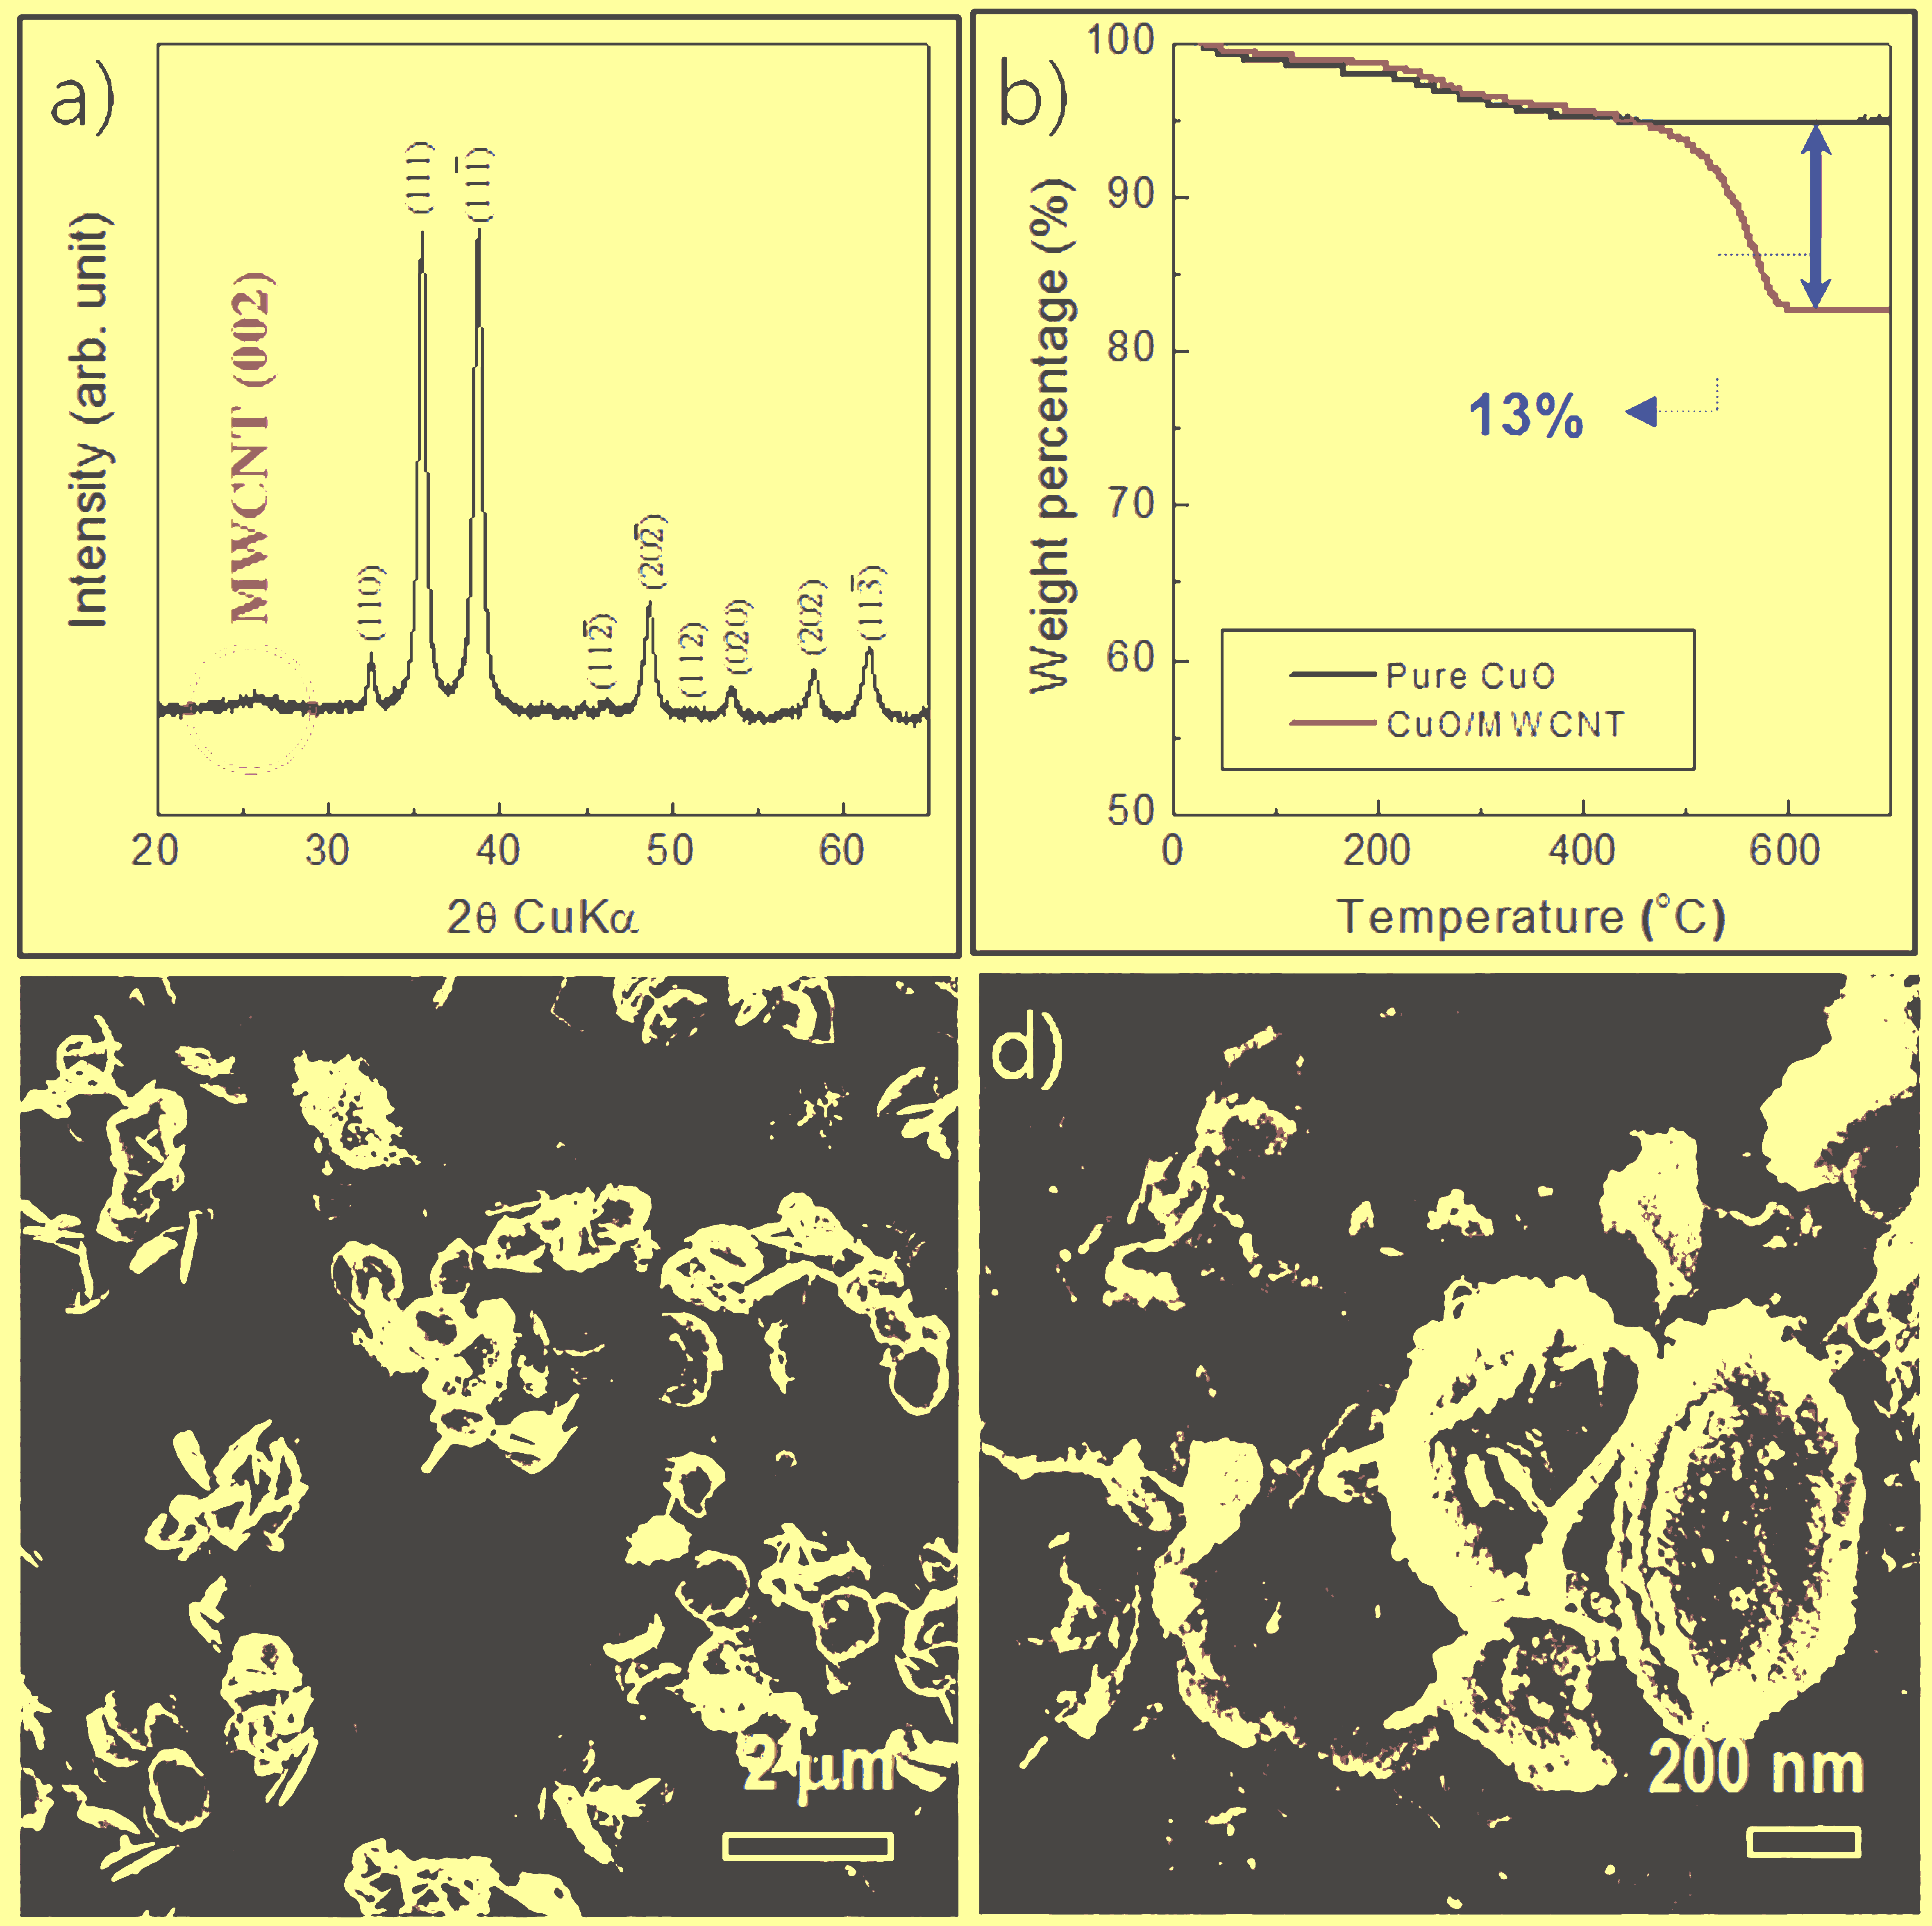 a)
Intensity (arb. unit)
MWCNT (002)
(110)
(111)
(11̅1)
(112̅)
(202̅)
(112)
(020)
(202)
(11̅3)
20 30 40 50 60
2θ CuKα
b)
Weight percentage (%)
100
90
80
70
60
50
13%
Pure CuO
CuO/MWCNT
0 200 400 600
Temperature (°C)
2 μm
d)
200 nm